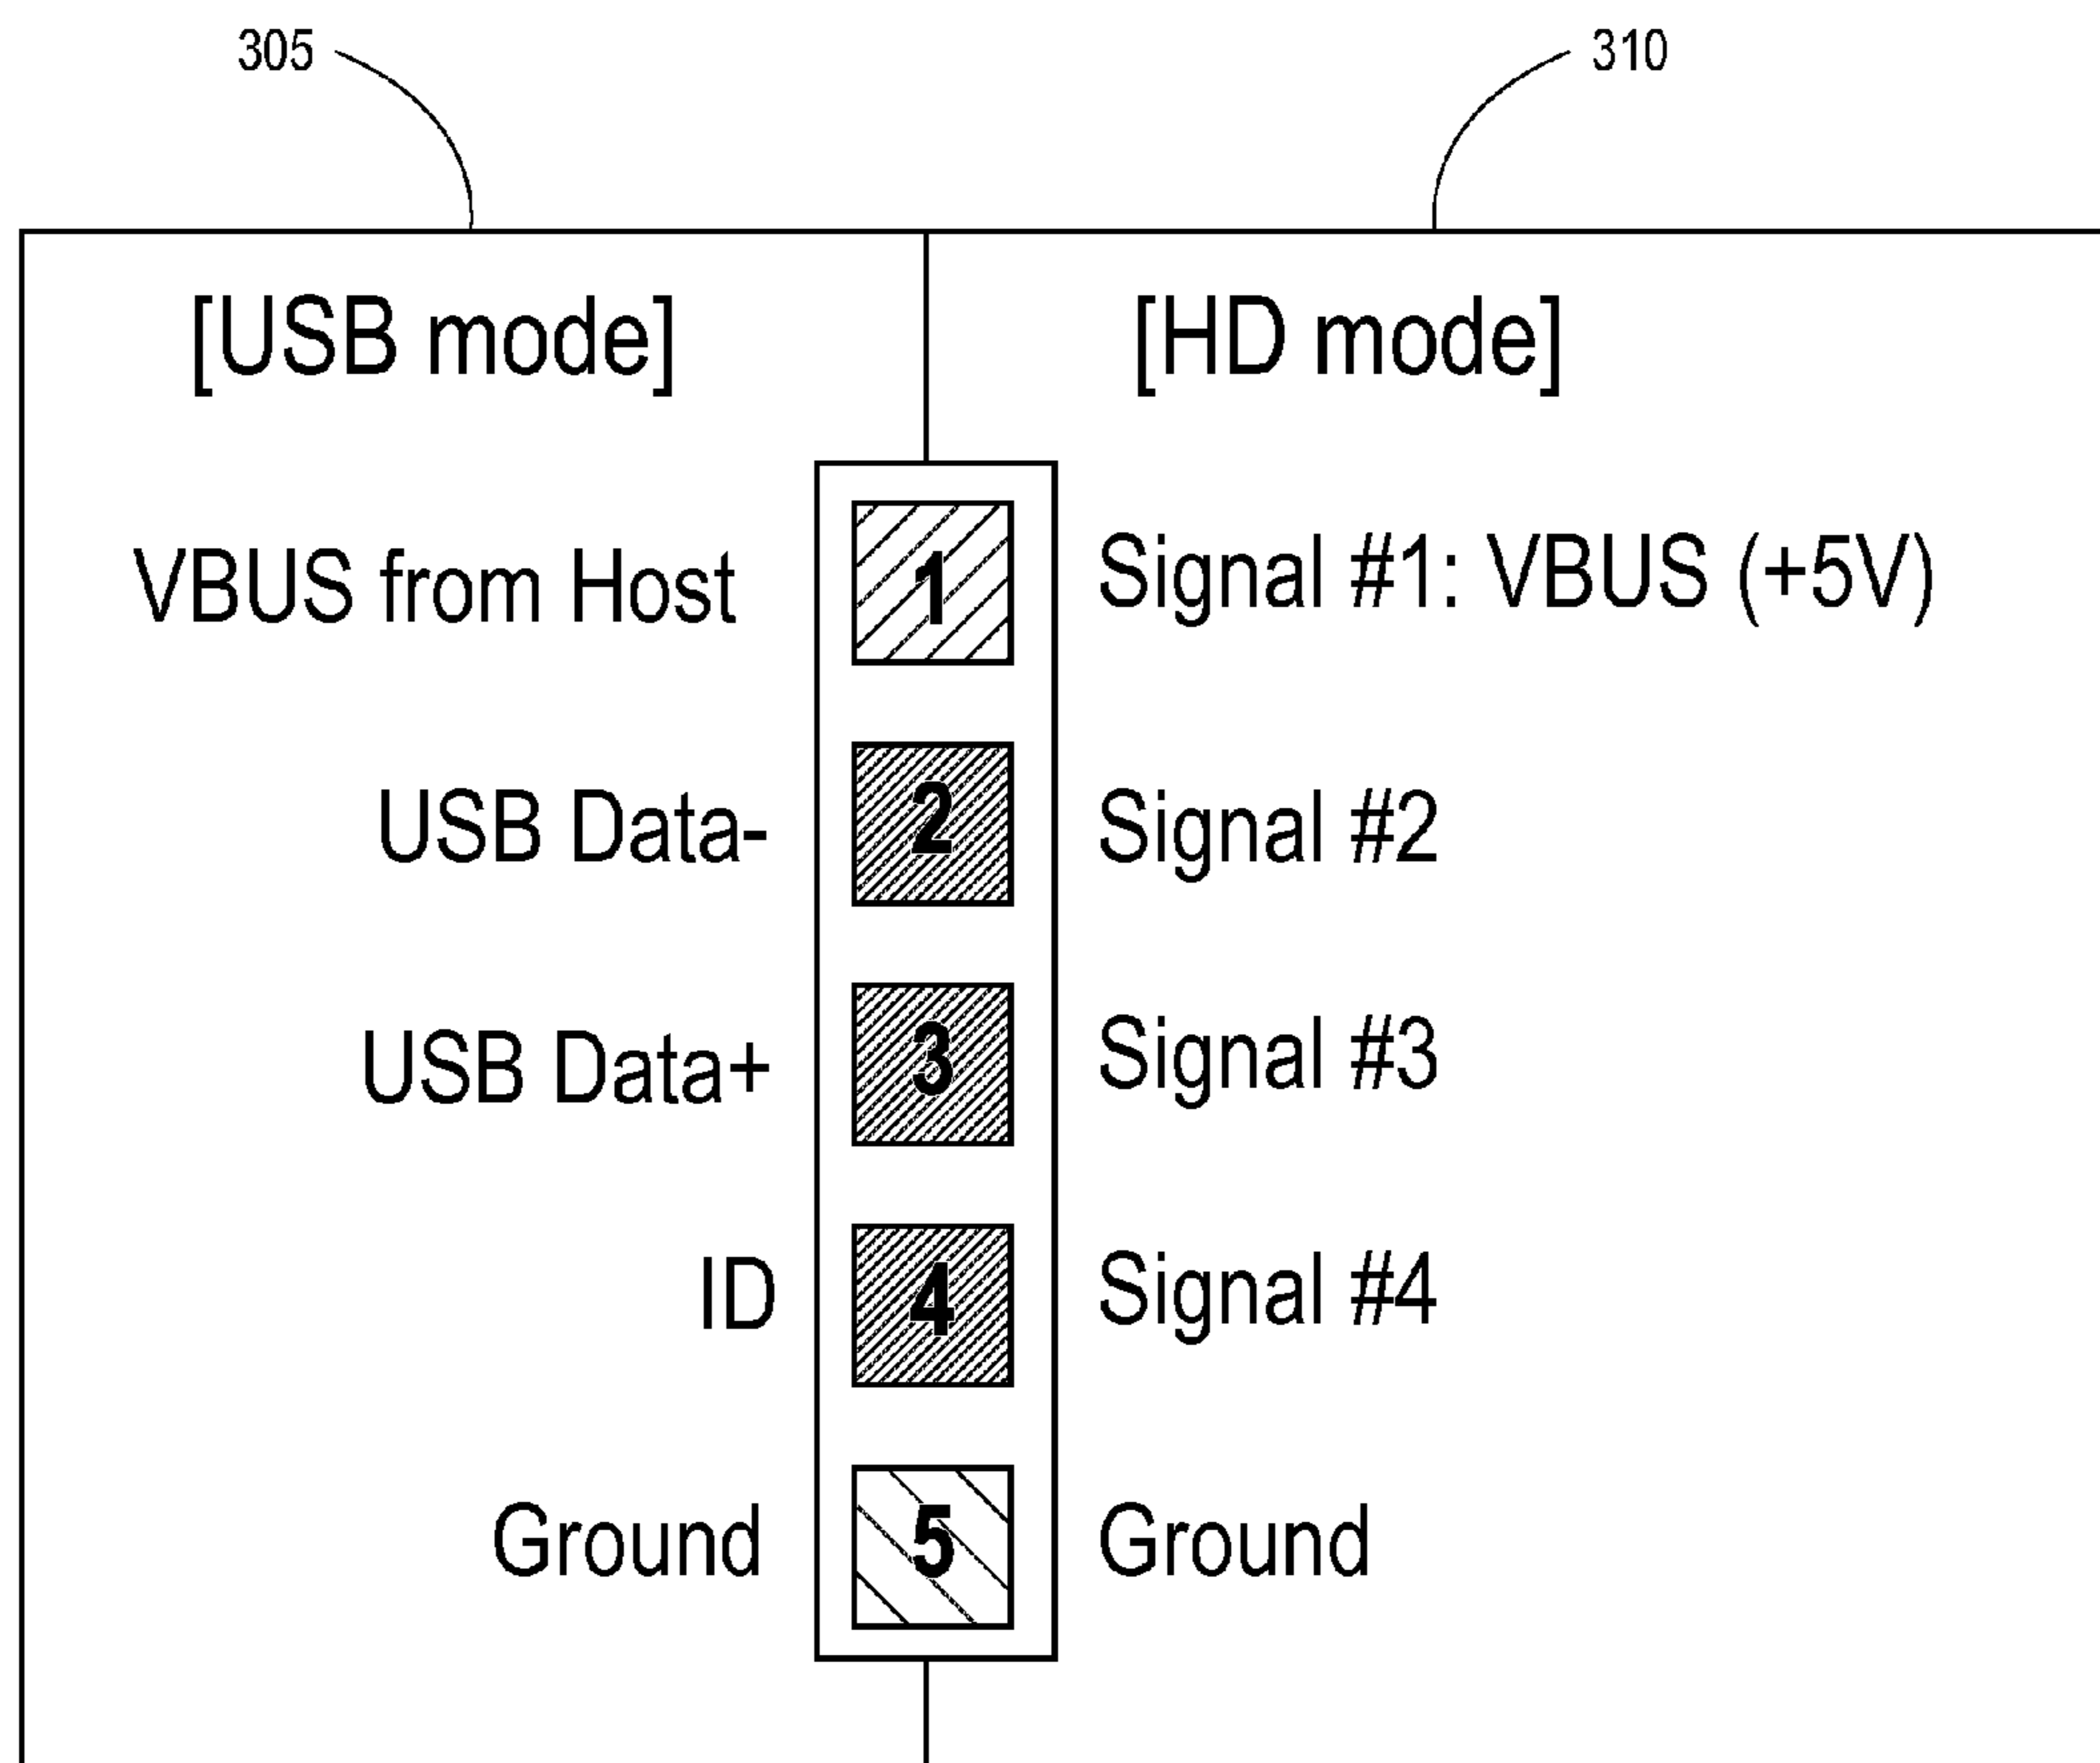 305 310
[USB mode] [HD mode]
VBUS from Host 1 Signal #1: VBUS (+5V)
USB Data- 2 Signal #2
USB Data+ 3 Signal #3
ID 4 Signal #4
Ground 5 Ground